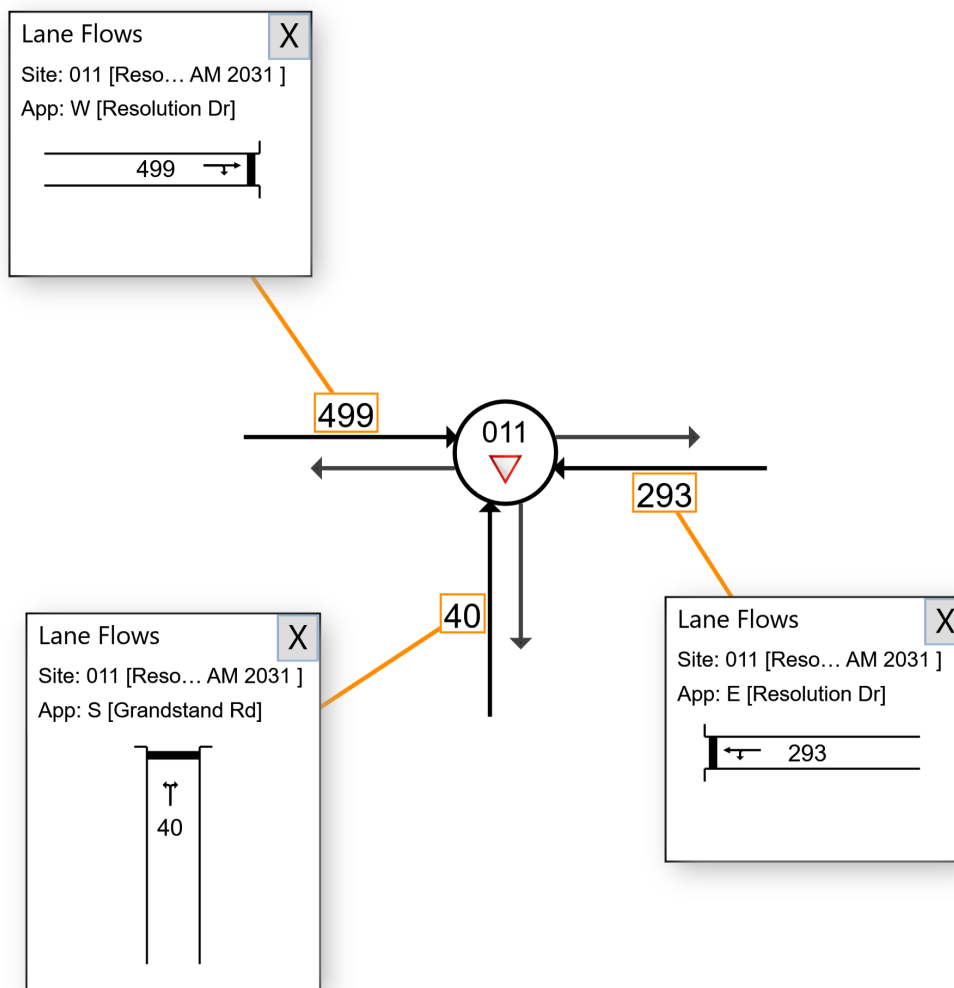 Lane Flows
X
Site: 011 [Reso... AM 2031 ]
App: W [Resolution Dr]
499
499
011
293
40
Lane Flows
X
Site: 011 [Reso... AM 2031 ]
App: S [Grandstand Rd]
40
Lane Flows
X
Site: 011 [Reso... AM 2031 ]
App: E [Resolution Dr]
293